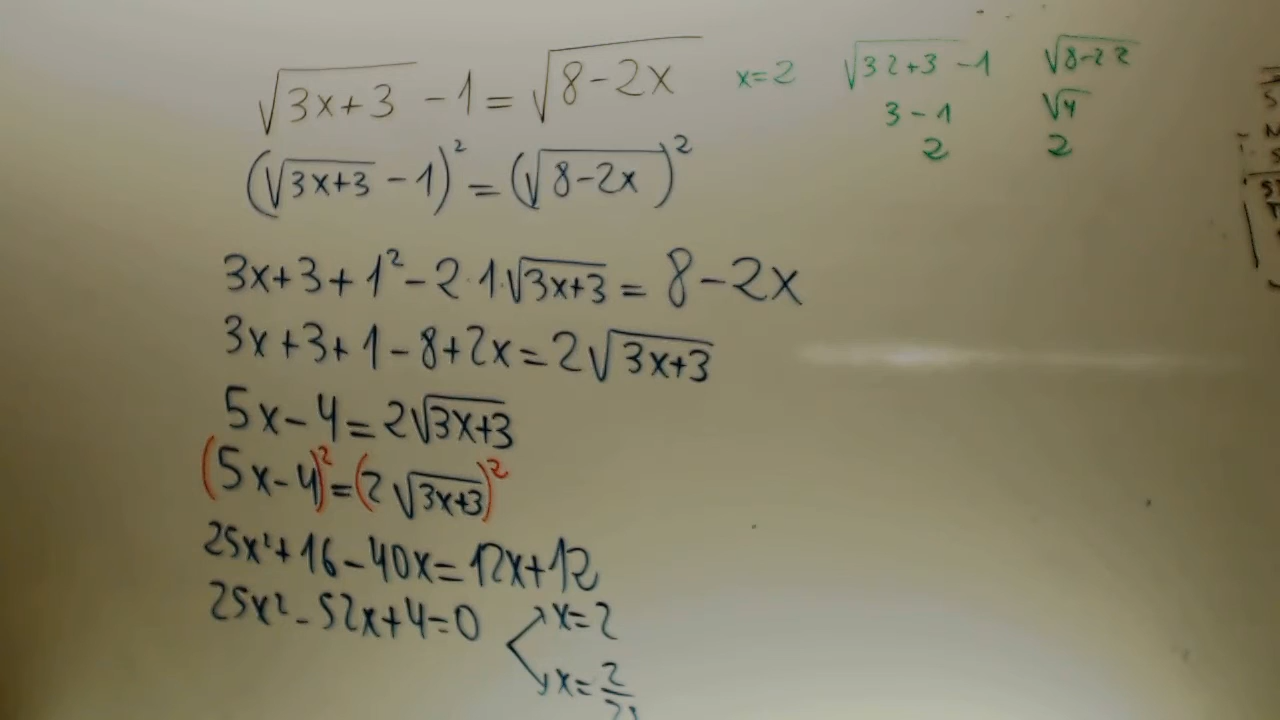 √(3x+3) - 1 = √(8-2x)
(√(3x+3) - 1)² = (√(8-2x))²
3x+3+1²-2·1·√(3x+3) = 8-2x
3x+3+1-8+2x = 2√(3x+3)
5x-4 = 2√(3x+3)
(5x-4)² = (2√(3x+3))²
25x²+16-40x = 12x+12
25x²-52x+4=0
x=2
x=2/
x=2
√(3·2+3) -1
√(8-2·2)
3-1
√4
2
2